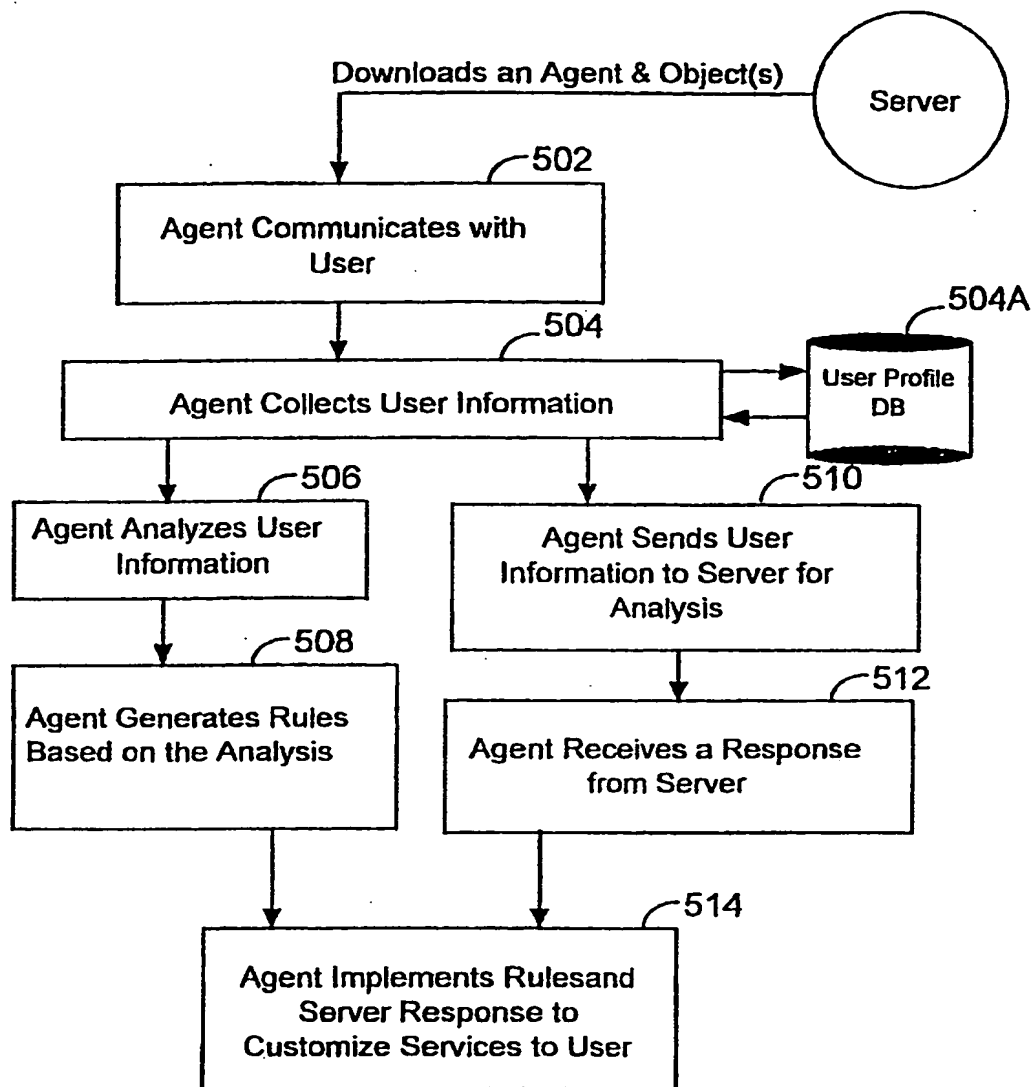 Downloads an Agent & Object(s)
Server
502
Agent Communicates with
User
504
Agent Collects User Information
504A
User Profile
DB
506
Agent Analyzes User
Information
510
Agent Sends User
Information to Server for
Analysis
508
Agent Generates Rules
Based on the Analysis
512
Agent Receives a Response
from Server
514
Agent Implements Rulesand
Server Response to
Customize Services to User